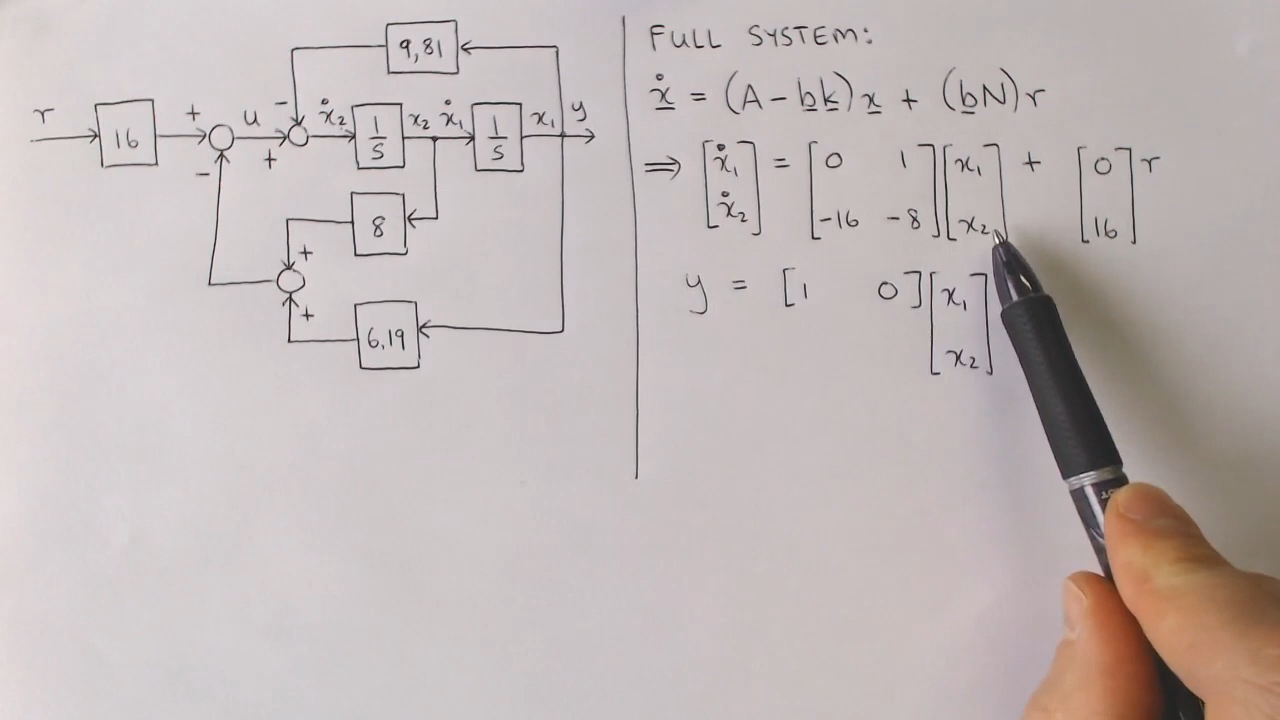 FULL SYSTEM:
ẋ = (A - bk)x + (bN)r
⇒ [ẋ₁ ẋ₂] = [0 1 -16 -8][x₁ x₂] + [0 16]r
y = [1 0][x₁ x₂]
9,81
r 16 + - u + - ẋ₂ 1/S x₂ ẋ₁ 1/S x₁ y
8
+
+
6,19